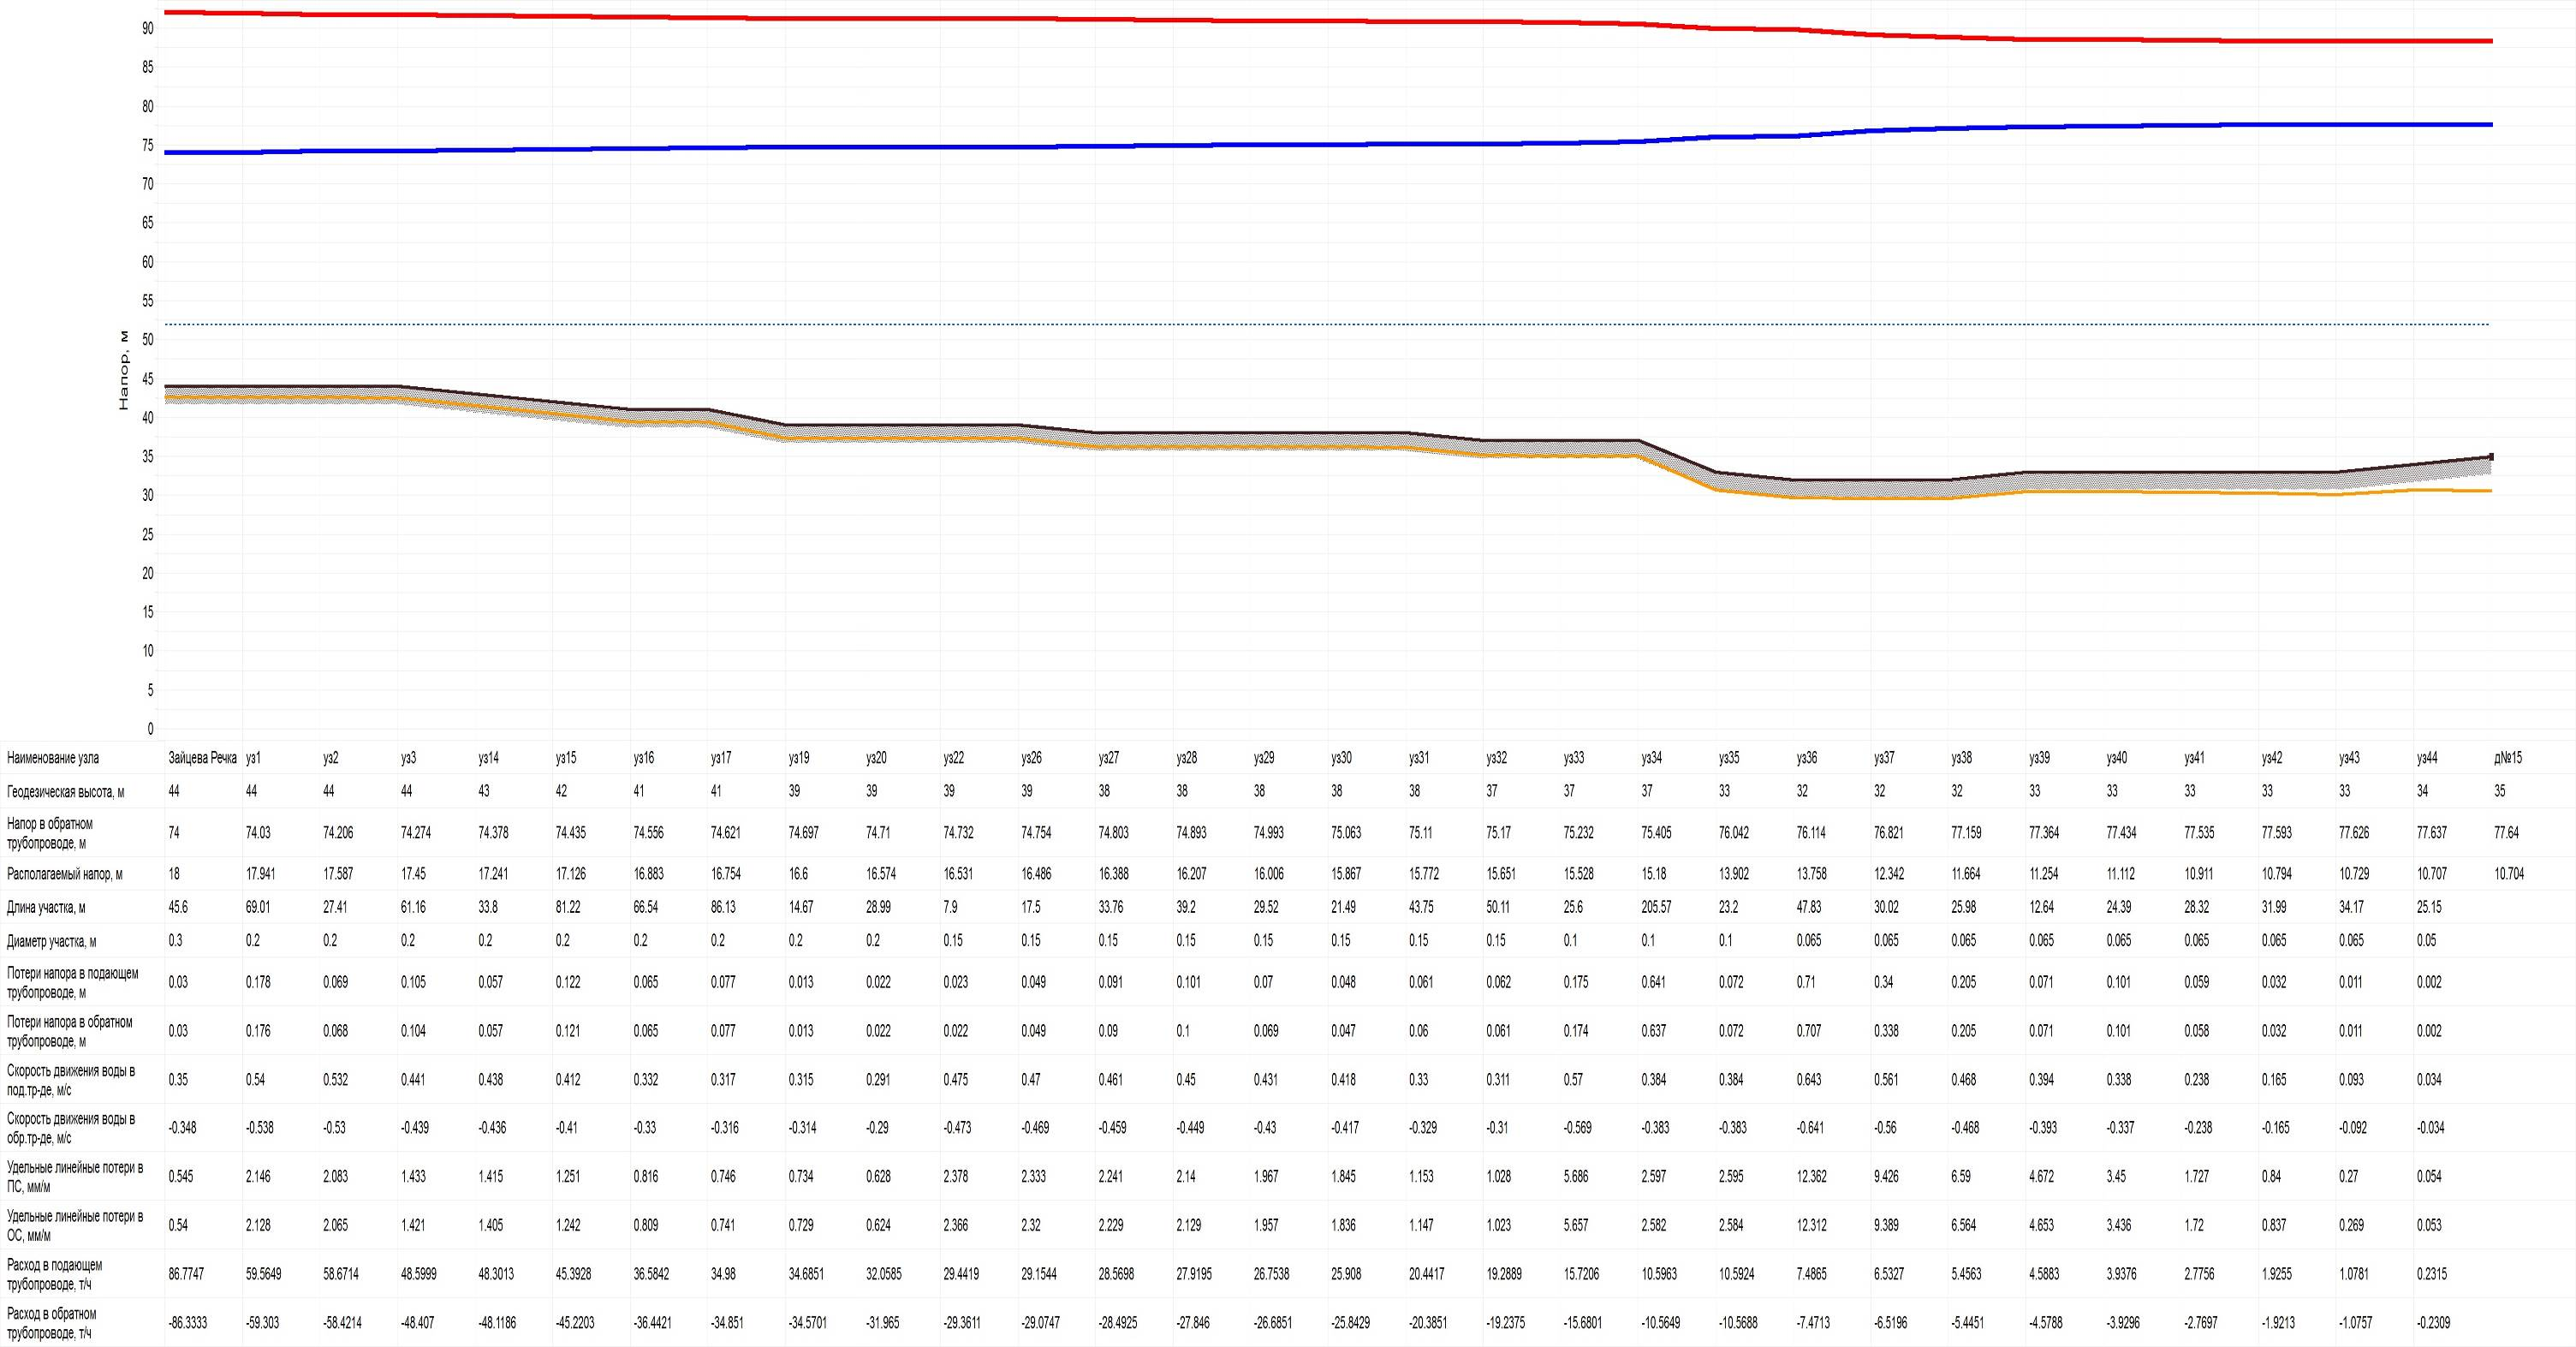 90
85
80
75
70
65
60
55
50
45
40
35
30
25
20
15
10
5
0
Напор, м
Наименование узла Зайцева Речка уз1 уз2 уз3 уз14 уз15 уз16 уз17 уз19 уз20 уз22 уз26 уз27 уз28 уз29 уз30 уз31 уз32 уз33 уз34 уз35 уз36 уз37 уз38 уз39 уз40 уз41 уз42 уз43 уз44 д№15
Геодезическая высота, м 44 44 44 44 43 42 41 41 39 39 39 39 38 38 38 38 38 37 37 37 33 32 32 32 33 33 33 33 33 34 35
Напор в обратном
трубопроводе, м 74 74.03 74.206 74.274 74.378 74.435 74.556 74.621 74.697 74.71 74.732 74.754 74.803 74.893 74.993 75.063 75.11 75.17 75.232 75.405 76.042 76.114 76.821 77.159 77.364 77.434 77.535 77.593 77.626 77.637 77.64
Располагаемый напор, м 18 17.941 17.587 17.45 17.241 17.126 16.883 16.754 16.6 16.574 16.531 16.486 16.388 16.207 16.006 15.867 15.772 15.651 15.528 15.18 13.902 13.758 12.342 11.664 11.254 11.112 10.911 10.794 10.729 10.707 10.704
Длина участка, м 45.6 69.01 27.41 61.16 33.8 81.22 66.54 86.13 14.67 28.99 7.9 17.5 33.76 39.2 29.52 21.49 43.75 50.11 25.6 205.57 23.2 47.83 30.02 25.98 12.64 24.39 28.32 31.99 34.17 25.15
Диаметр участка, м 0.3 0.2 0.2 0.2 0.2 0.2 0.2 0.2 0.2 0.2 0.15 0.15 0.15 0.15 0.15 0.15 0.15 0.15 0.1 0.1 0.1 0.065 0.065 0.065 0.065 0.065 0.065 0.065 0.065 0.05
Потери напора в подающем
трубопроводе, м 0.03 0.178 0.069 0.105 0.057 0.122 0.065 0.077 0.013 0.022 0.023 0.049 0.091 0.101 0.07 0.048 0.061 0.062 0.175 0.641 0.072 0.71 0.34 0.205 0.071 0.101 0.059 0.032 0.011 0.002
Потери напора в обратном
трубопроводе, м 0.03 0.176 0.068 0.104 0.057 0.121 0.065 0.077 0.013 0.022 0.022 0.049 0.09 0.1 0.069 0.047 0.06 0.061 0.174 0.637 0.072 0.707 0.338 0.205 0.071 0.101 0.058 0.032 0.011 0.002
Скорость движения воды в
под.тр-де, м/с 0.35 0.54 0.532 0.441 0.438 0.412 0.332 0.317 0.315 0.291 0.475 0.47 0.461 0.45 0.431 0.418 0.33 0.311 0.57 0.384 0.384 0.643 0.561 0.468 0.394 0.338 0.238 0.165 0.093 0.034
Скорость движения воды в
обр.тр-де, м/с -0.348 -0.538 -0.53 -0.439 -0.436 -0.41 -0.33 -0.316 -0.314 -0.29 -0.473 -0.469 -0.459 -0.449 -0.43 -0.417 -0.329 -0.31 -0.569 -0.383 -0.383 -0.641 -0.56 -0.468 -0.393 -0.337 -0.238 -0.165 -0.092 -0.034
Удельные линейные потери в
ПС, мм/м 0.545 2.146 2.083 1.433 1.415 1.251 0.816 0.746 0.734 0.628 2.378 2.333 2.241 2.14 1.967 1.845 1.153 1.028 5.686 2.597 2.595 12.362 9.426 6.59 4.672 3.45 1.727 0.84 0.27 0.054
Удельные линейные потери в
ОС, мм/м 0.54 2.128 2.065 1.421 1.405 1.242 0.809 0.741 0.729 0.624 2.366 2.32 2.229 2.129 1.957 1.836 1.147 1.023 5.657 2.582 2.584 12.312 9.389 6.564 4.653 3.436 1.72 0.837 0.269 0.053
Расход в подающем
трубопроводе, т/ч 86.7747 59.5649 58.6714 48.5999 48.3013 45.3928 36.5842 34.98 34.6851 32.0585 29.4419 29.1544 28.5698 27.9195 26.7538 25.908 20.4417 19.2889 15.7206 10.5963 10.5924 7.4865 6.5327 5.4563 4.5883 3.9376 2.7756 1.9255 1.0781 0.2315
Расход в обратном
трубопроводе, т/ч -86.3333 -59.303 -58.4214 -48.407 -48.1186 -45.2203 -36.4421 -34.851 -34.5701 -31.965 -29.3611 -29.0747 -28.4925 -27.846 -26.6851 -25.8429 -20.3851 -19.2375 -15.6801 -10.5649 -10.5688 -7.4713 -6.5196 -5.4451 -4.5788 -3.9296 -2.7697 -1.9213 -1.0757 -0.2309